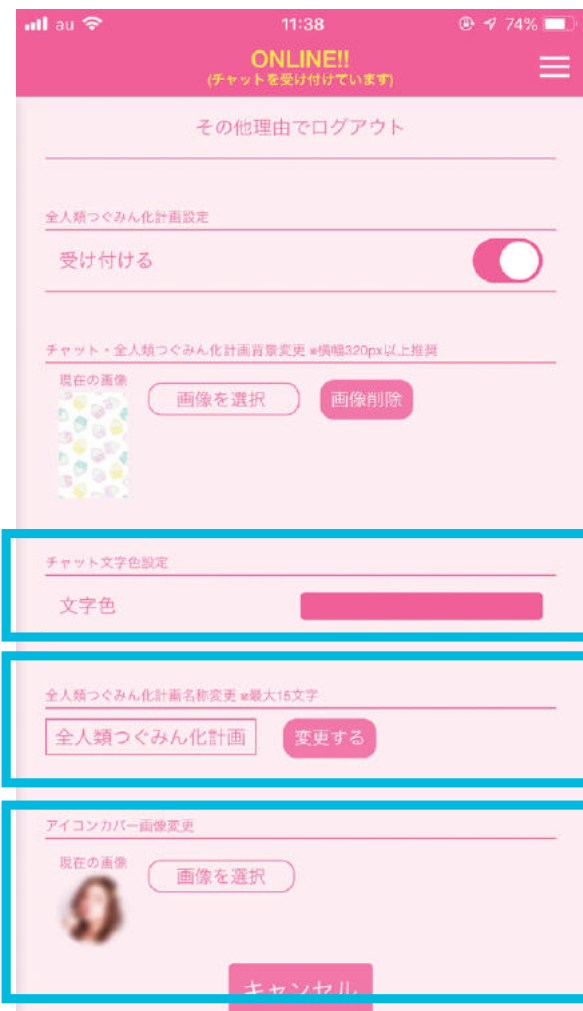 au 11:38 74%
ONLINE!!
(チャットを受け付けています)
その他理由でログアウト
全人類つぐみん化計画設定
受け付ける
チャット・全人類つぐみん化計画背景変更 ※横幅320px以上推奨
現在の画像
画像を選択 画像削除
チャット文字色設定
文字色
全人類つぐみん化計画名称変更 ※最大15文字
全人類つぐみん化計画 変更する
アイコンカバー画像変更
現在の画像
画像を選択
キャンセル